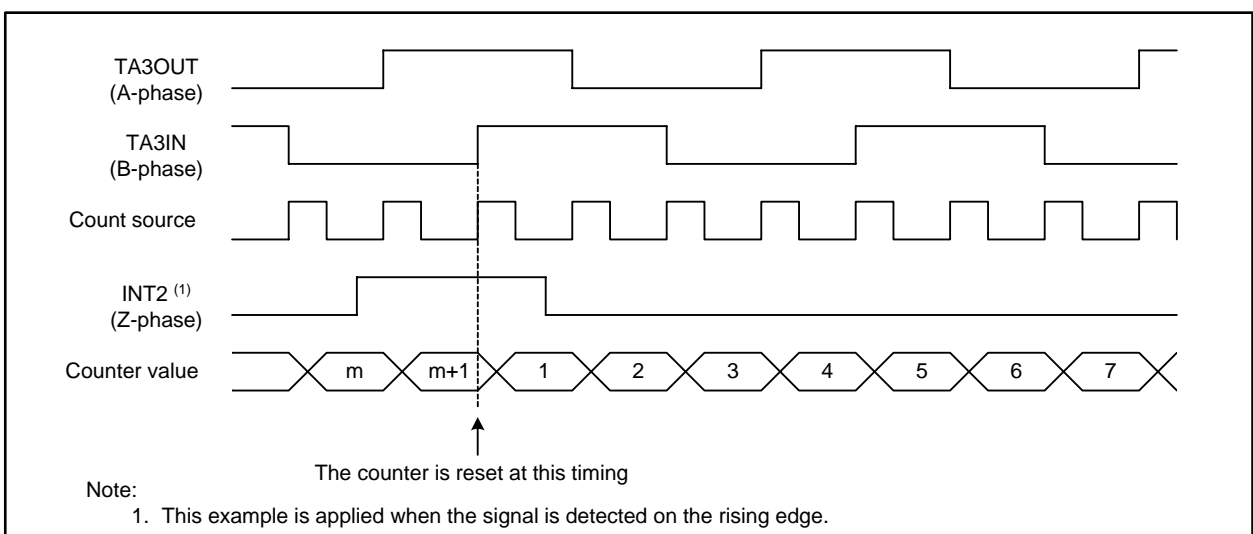 TA3OUT
(A-phase)
TA3IN
(B-phase)
Count source
INT2 (1)
(Z-phase)
Counter value
m
m+1
1
2
3
4
5
6
7
The counter is reset at this timing
Note:
1. This example is applied when the signal is detected on the rising edge.